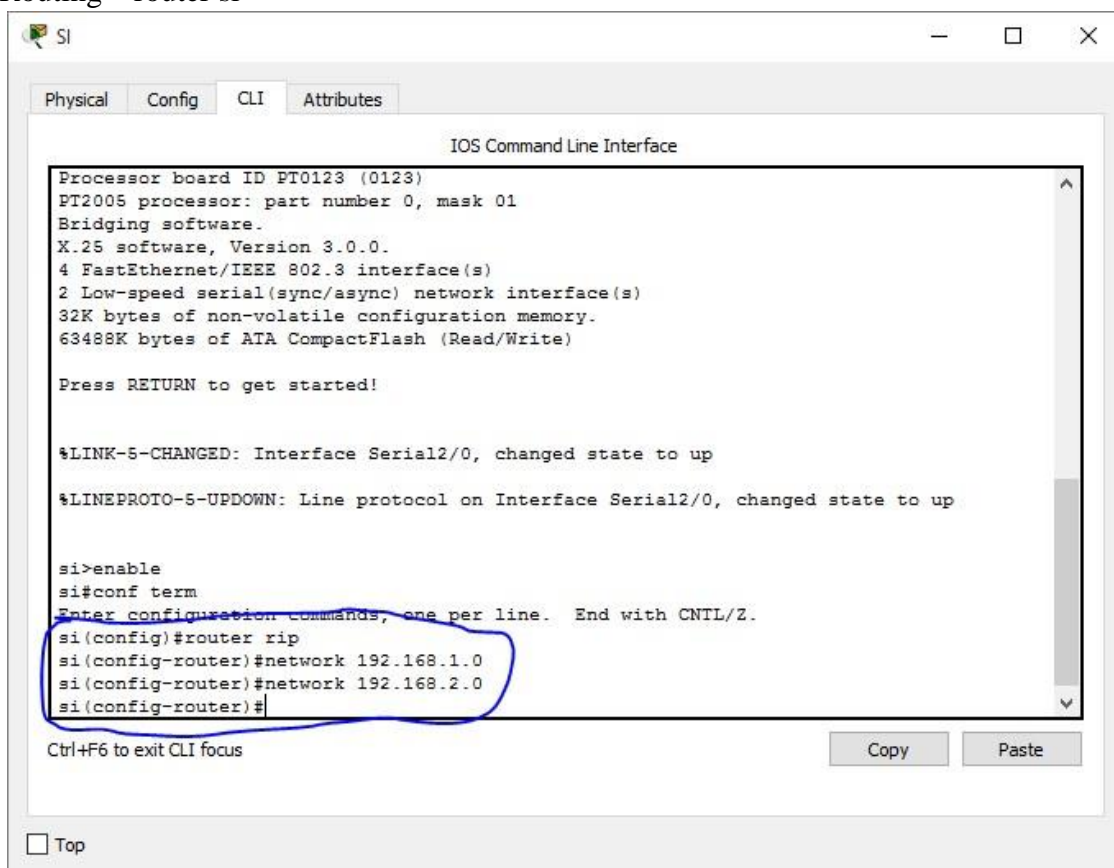 SI
Physical Config CLI Attributes
IOS Command Line Interface
Processor board ID PT0123 (0123)
PT2005 processor: part number 0, mask 01
Bridging software.
X.25 software, Version 3.0.0.
4 FastEthernet/IEEE 802.3 interface(s)
2 Low-speed serial(sync/async) network interface(s)
32K bytes of non-volatile configuration memory.
63488K bytes of ATA CompactFlash (Read/Write)
Press RETURN to get started!
%LINK-5-CHANGED: Interface Serial2/0, changed state to up
%LINEPROTO-5-UPDOWN: Line protocol on Interface Serial2/0, changed state to up
si>enable
si#conf term
Enter configuration commands, one per line. End with CNTL/Z.
si(config)#router rip
si(config-router)#network 192.168.1.0
si(config-router)#network 192.168.2.0
si(config-router)#
Ctrl+F6 to exit CLI focus
Copy Paste
Top